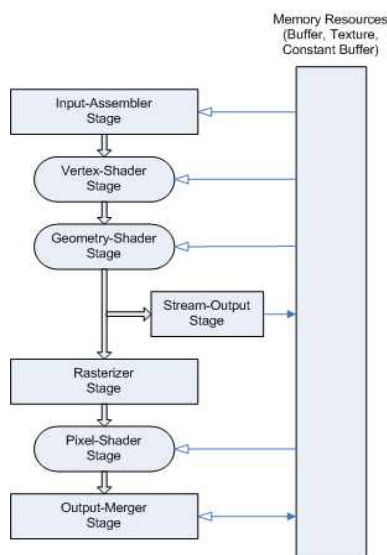 Memory Resources
(Buffer, Texture,
Constant Buffer)
Input-Assembler
Stage
Vertex-Shader
Stage
Geometry-Shader
Stage
Stream-Output
Stage
Rasterizer
Stage
Pixel-Shader
Stage
Output-Merger
Stage